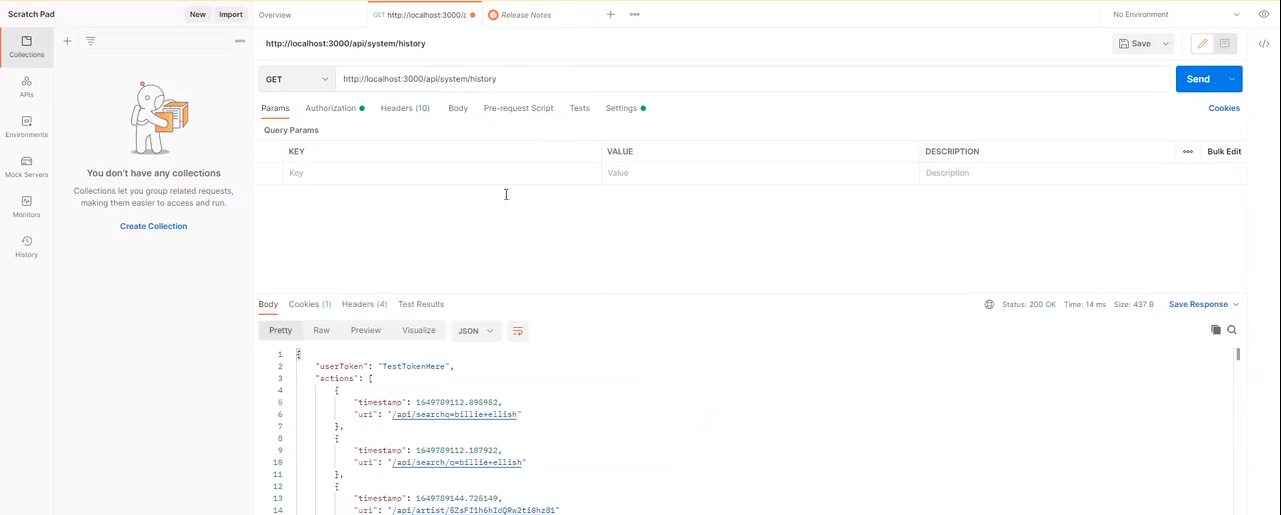 Scratch Pad
New
Import
Overview
GET http://localhost:3000/a
Release Notes
No Environment
Collections
APIs
Environments
Mock Servers
Monitors
History
You don't have any collections
Collections let you group related requests,
making them easier to access and run.
Create Collection
http://localhost:3000/api/system/history
Save
GET
http://localhost:3000/api/system/history
Send
Params
Authorization
Headers (10)
Body
Pre-request Script
Tests
Settings
Cookies
Query Params
KEY
VALUE
DESCRIPTION
Bulk Edit
Key
Value
Description
Body
Cookies (1)
Headers (4)
Test Results
Status: 200 OK
Time: 14 ms
Size: 437 B
Save Response
Pretty
Raw
Preview
Visualize
JSON
1 {
2 "userToken": "TestTokenHere",
3 "actions": [
4 {
5 "timestamp": 1649789112.095952,
6 "uri": "/api/searchq=billie+ellish"
7 },
8 {
9 "timestamp": 1649789112.187922,
10 "uri": "/api/search/q=billie+ellish"
11 },
12 {
13 "timestamp": 1649789144.725149,
14 "uri": "/api/artist/5ZsFI1h6hIdQRw2ti0hz81"